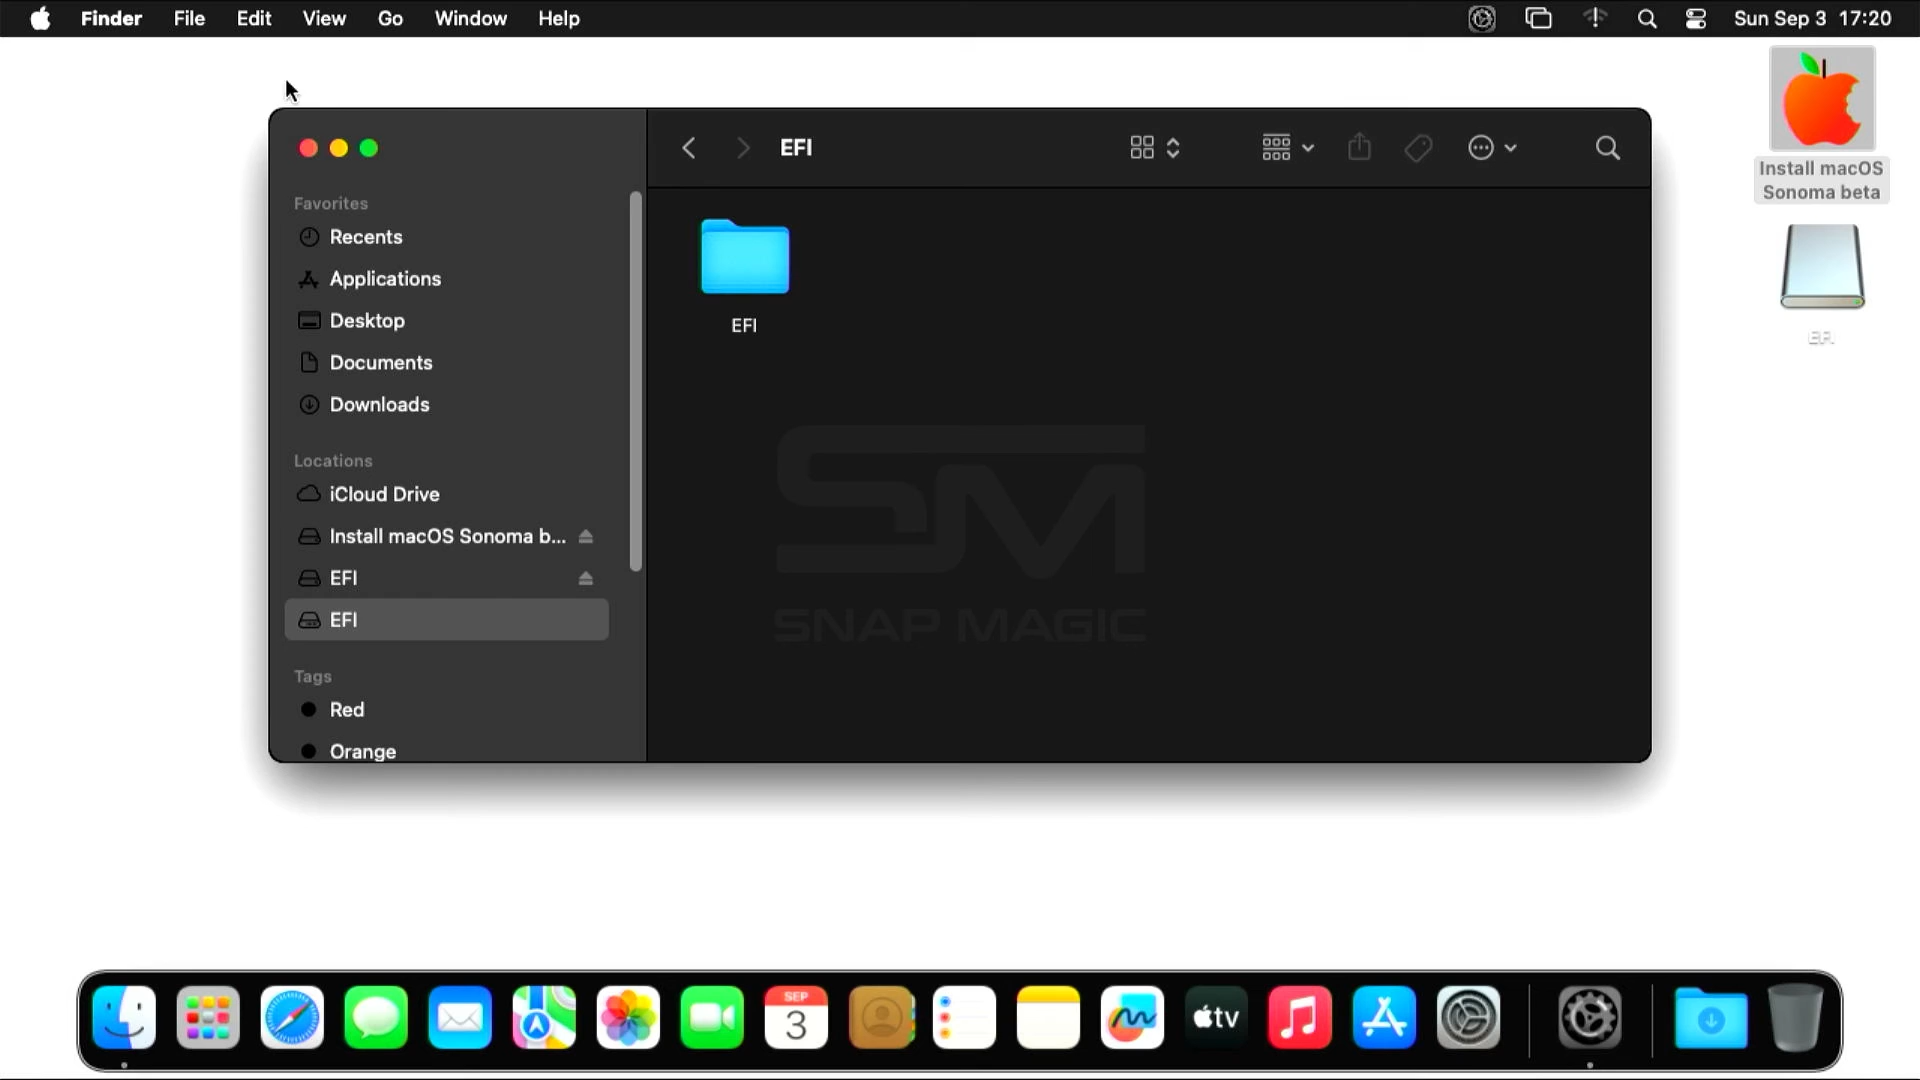 Finder File Edit View Go Window Help Sun Sep 3 17:20
Install macOS
Sonoma beta
EFI
EFI
Favorites
Recents
Applications
Desktop
Documents
Downloads
Locations
iCloud Drive
Install macOS Sonoma b...
EFI
EFI
Tags
Red
Orange
EFI
SM
SNAP MAGIC
SEP
3
tv